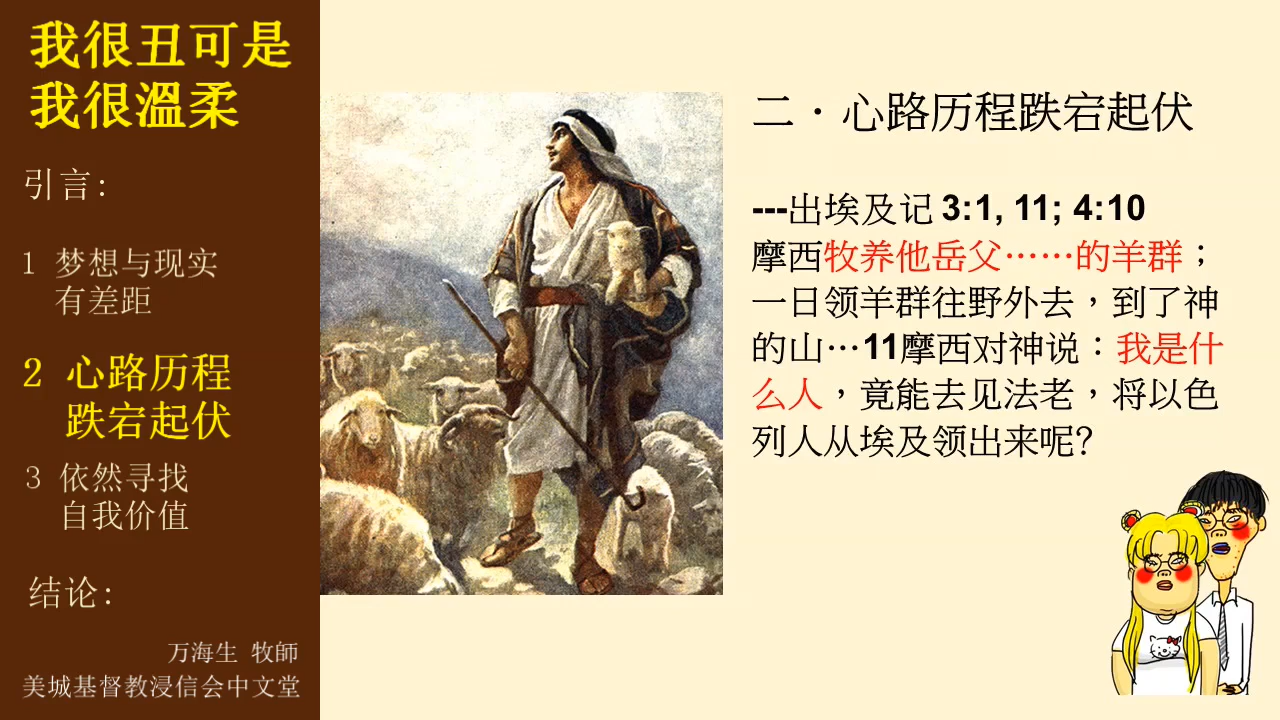 我很丑可是
我很溫柔
引言:
1 梦想与现实
有差距
2 心路历程
跌宕起伏
3 依然寻找
自我价值
结论:
万海生 牧師
美城基督教浸信会中文堂
二·心路历程跌宕起伏
---出埃及记 3:1, 11; 4:10
摩西牧养他岳父……的羊群；
一日领羊群往野外去，到了神
的山…11摩西对神说：我是什
么人，竟能去见法老，将以色
列人从埃及领出来呢?